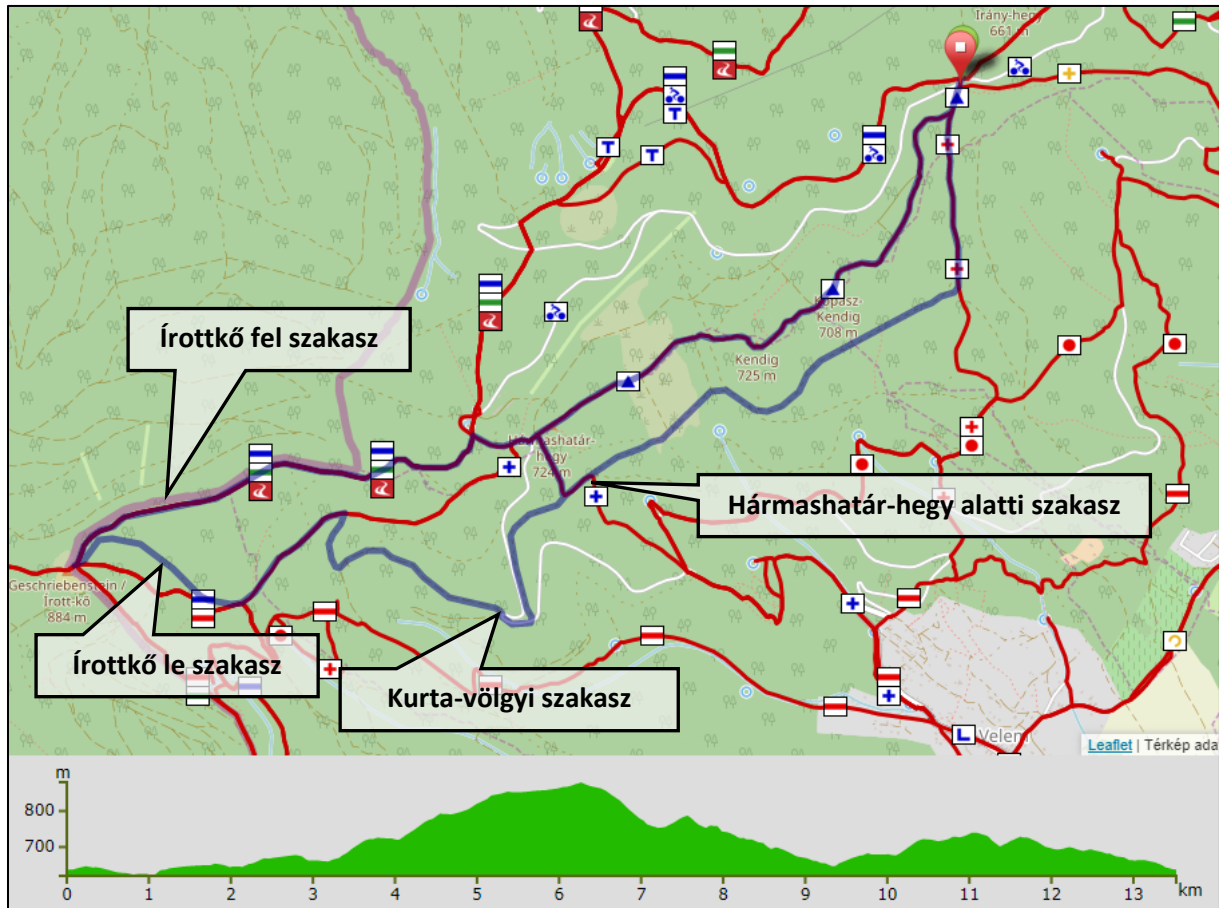 Irány-hegy
661 m
T
T
T
Írottkő fel szakasz
Kopasz-
Kendig
708 m
Kendig
725 m
Hármashatár-
hegy
724 m
Hármashatár-hegy alatti szakasz
Geschriebenstein /
Írott-kő
884 m
Írottkő le szakasz
Kurta-völgyi szakasz
Velem
Leaflet | Térkép ada
m
800
700
0 1 2 3 4 5 6 7 8 9 10 11 12 13 km